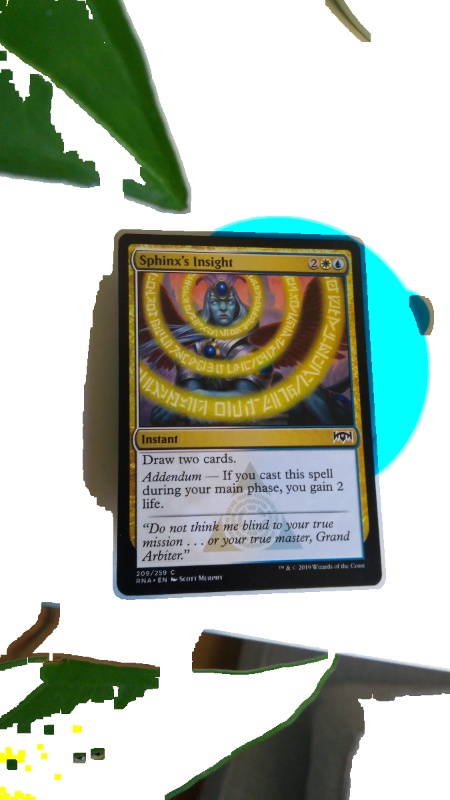 Sphinx's Insight 2
Instant
Draw two cards.
Addendum — If you cast this spell
during your main phase, you gain 2
life.
"Do not think me blind to your true
mission . . . or your true master, Grand
Arbiter."
209/259 C
RNA • EN Scott Murphy
™ & © 2019 Wizards of the Coast